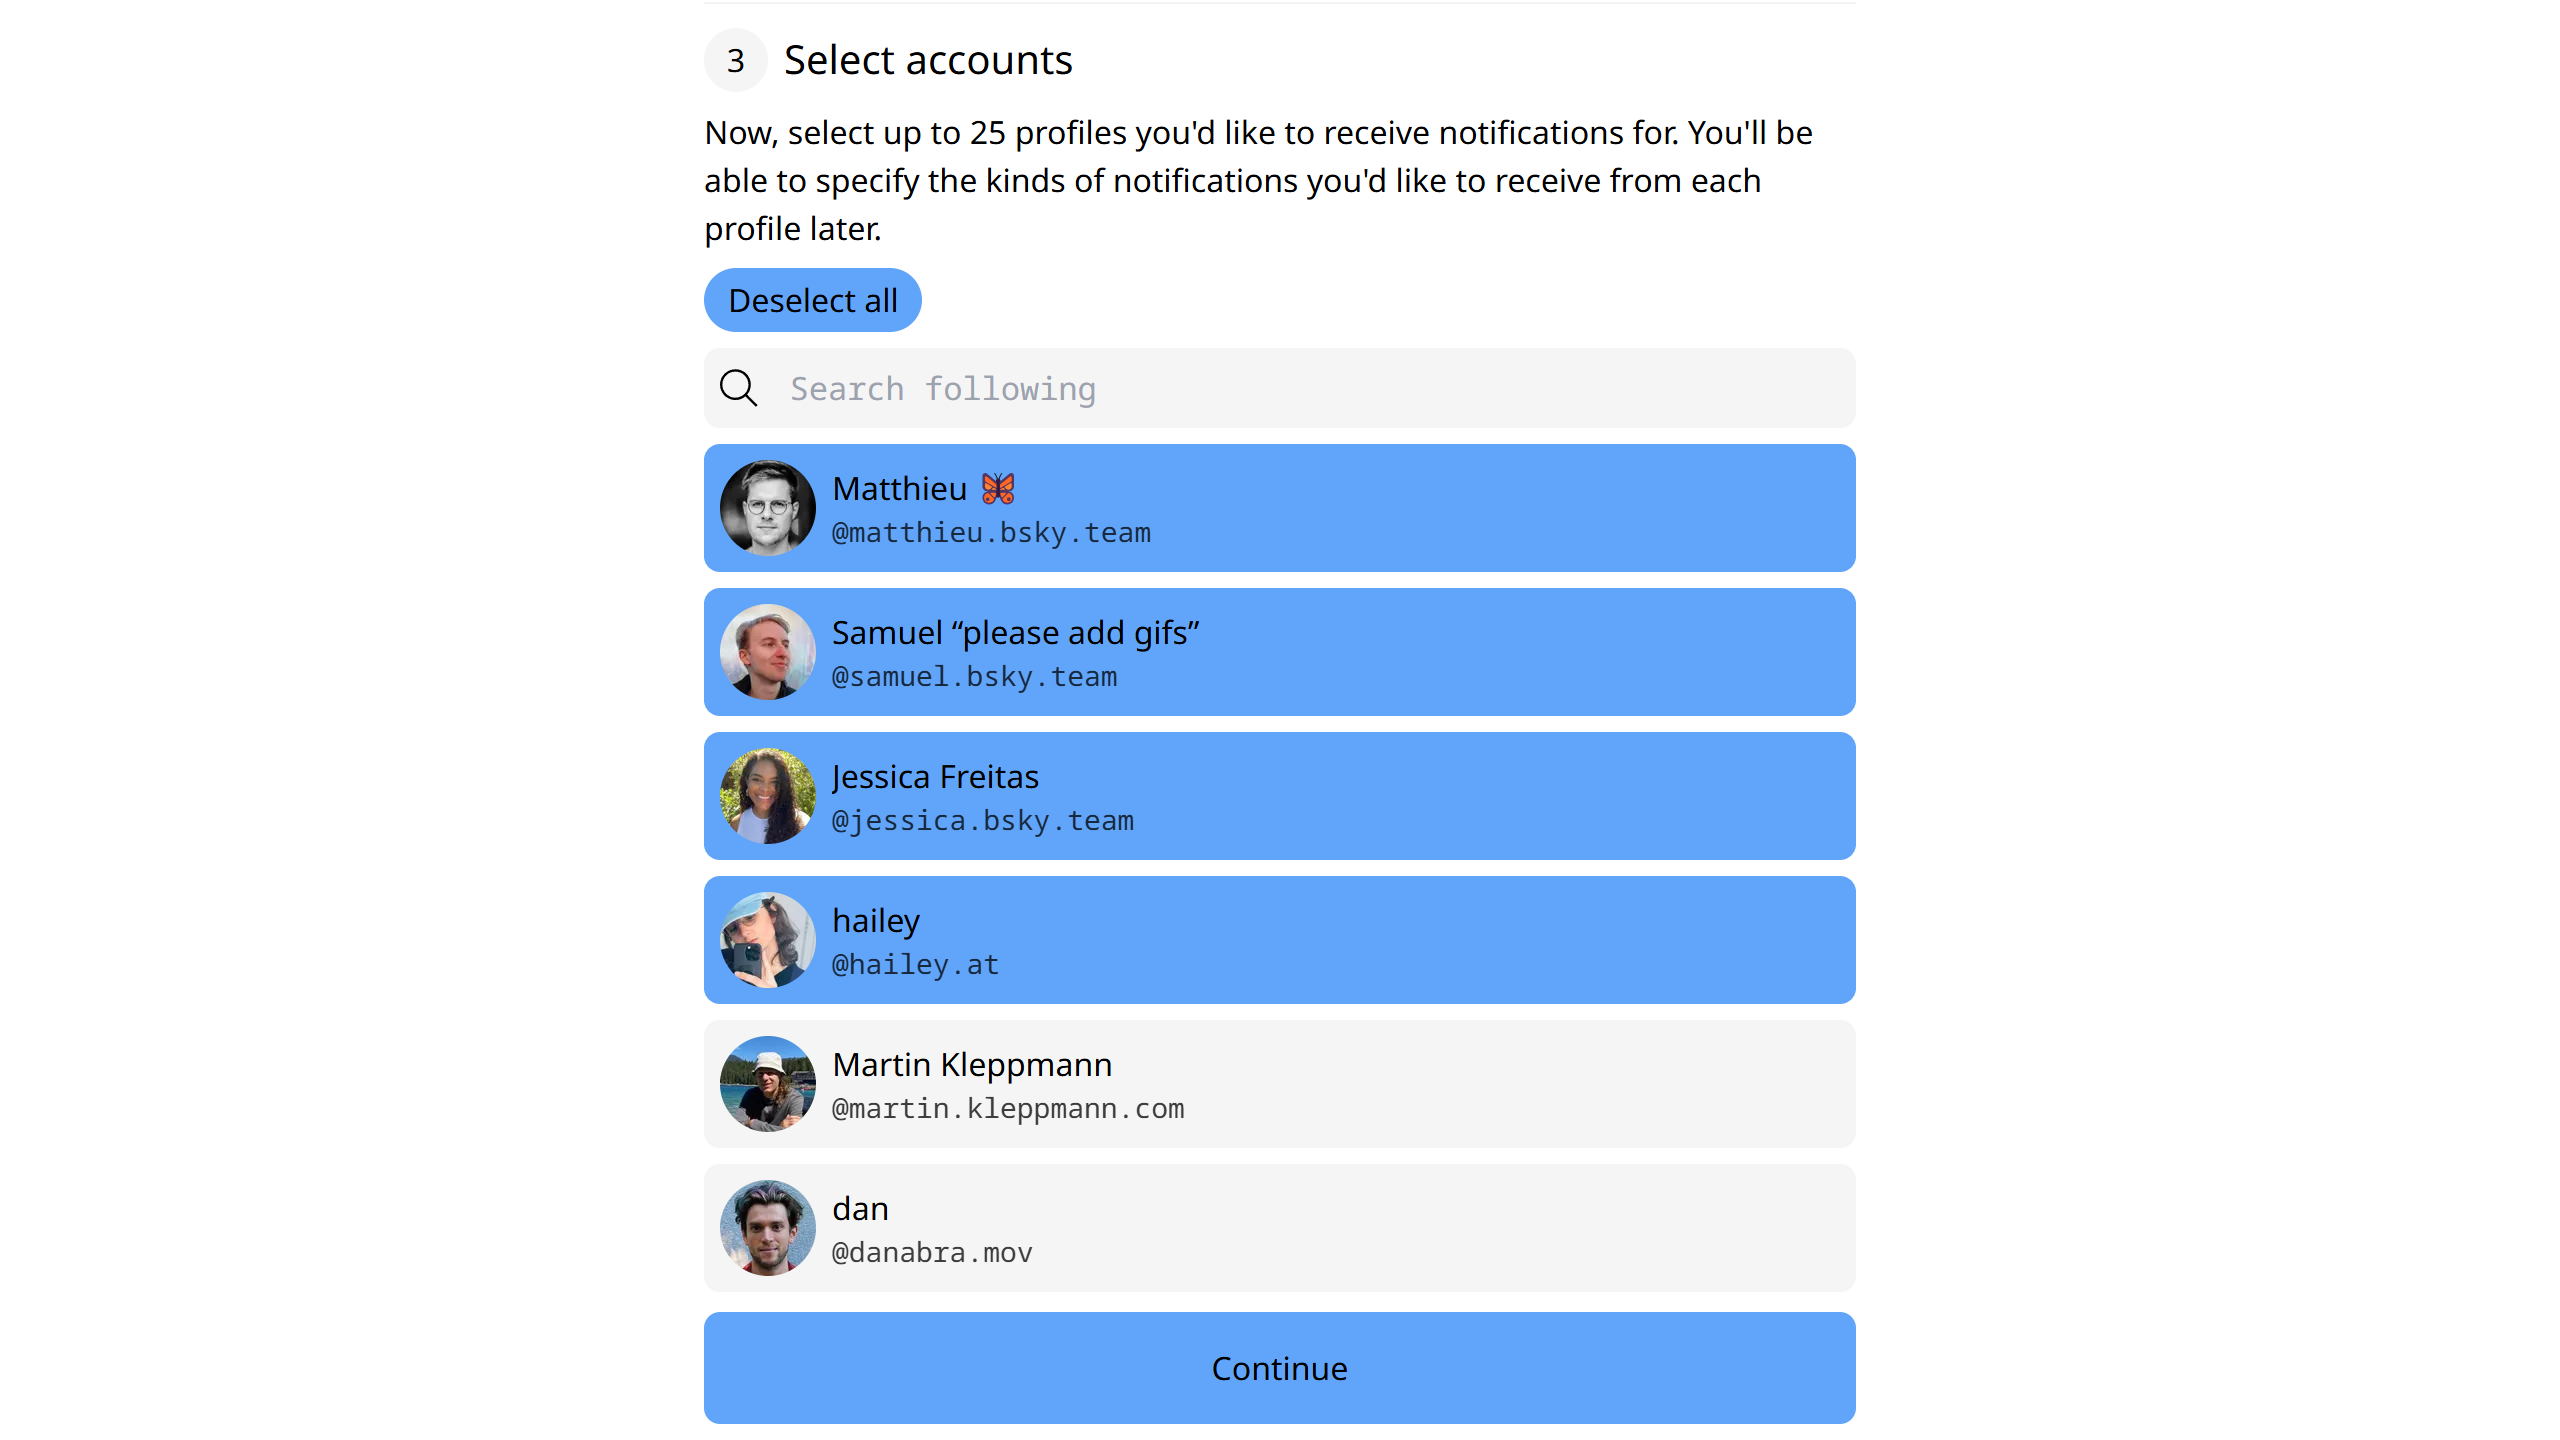 3 Select accounts
Now, select up to 25 profiles you'd like to receive notifications for. You'll be
able to specify the kinds of notifications you'd like to receive from each
profile later.
Deselect all
Search following
Matthieu 🦋
@matthieu.bsky.team
Samuel “please add gifs”
@samuel.bsky.team
Jessica Freitas
@jessica.bsky.team
hailey
@hailey.at
Martin Kleppmann
@martin.kleppmann.com
dan
@danabra.mov
Continue